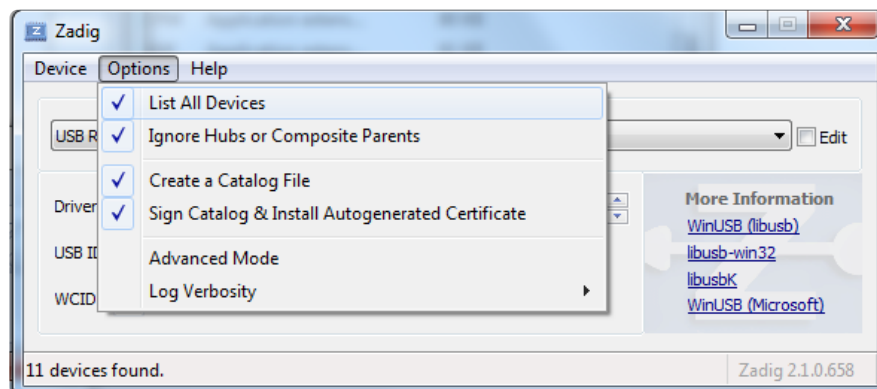 Zadig
Device Options Help
List All Devices
USB R
Ignore Hubs or Composite Parents
Edit
Create a Catalog File
Driver
Sign Catalog & Install Autogenerated Certificate
More Information
WinUSB (libusb)
USB ID
Advanced Mode
libusb-win32
WCID
Log Verbosity
libusbK
WinUSB (Microsoft)
11 devices found.
Zadig 2.1.0.658